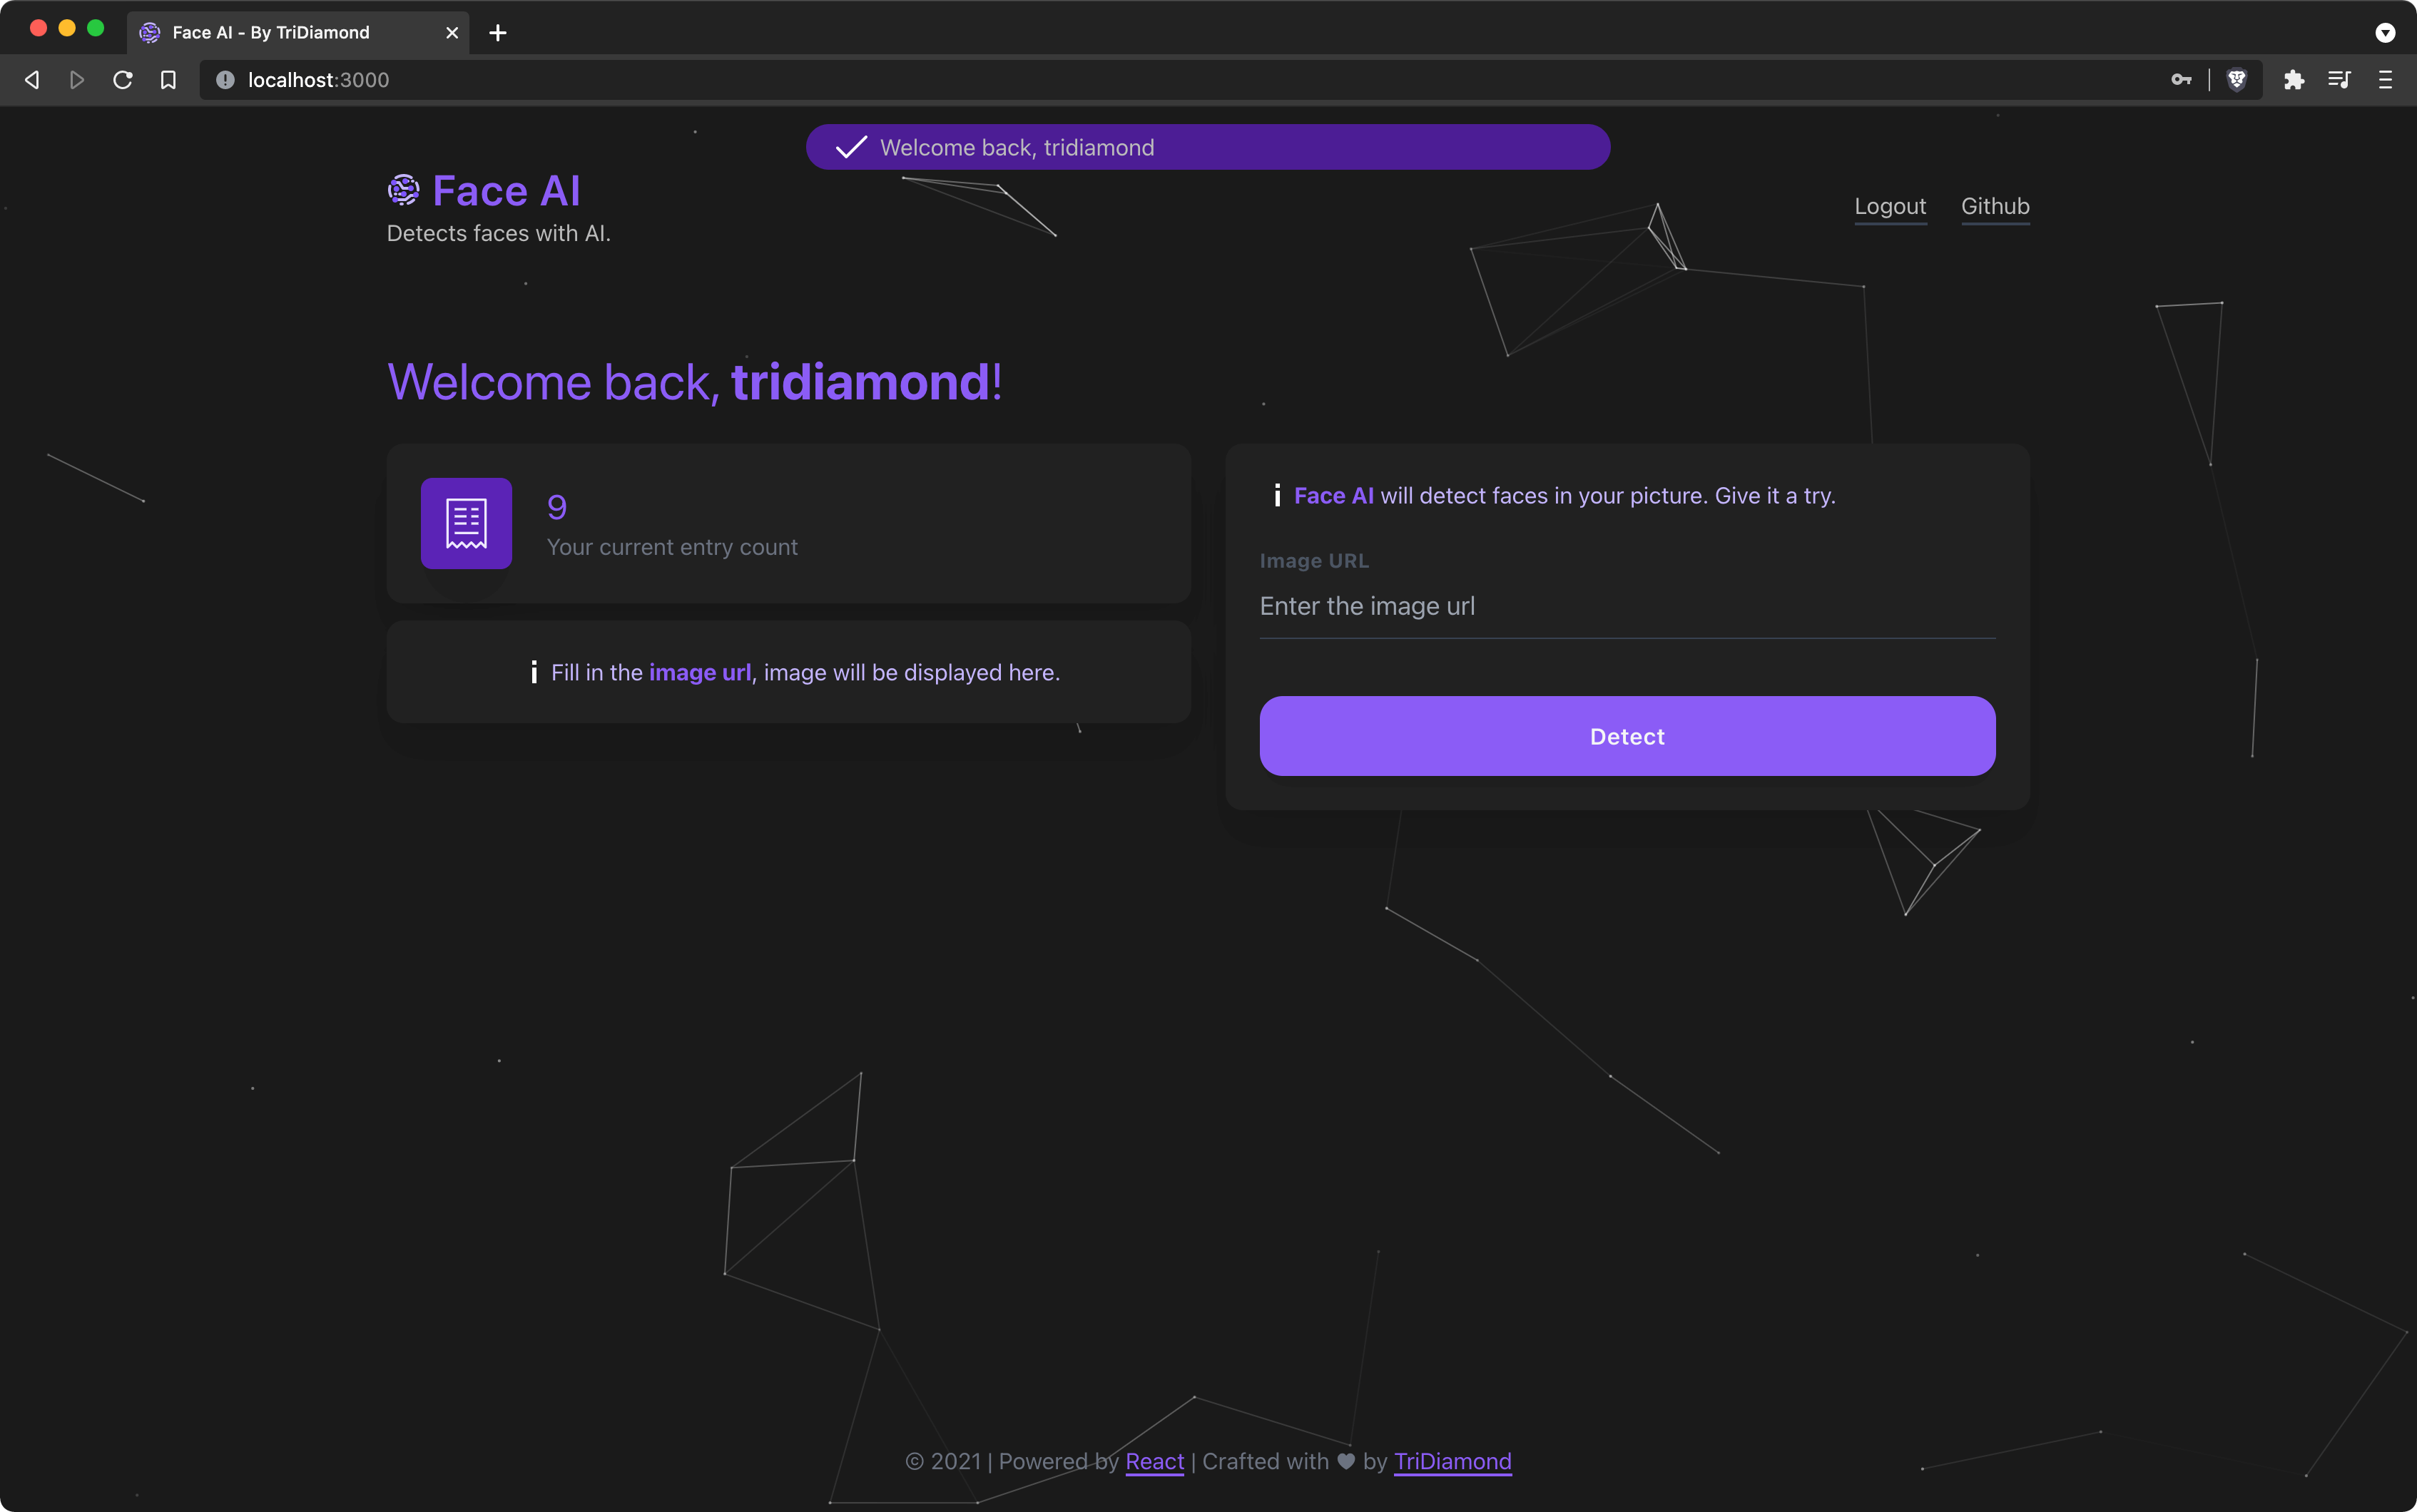 Face AI - By TriDiamond
localhost:3000
Welcome back, tridiamond
Face AI
Detects faces with AI.
Logout
Github
Welcome back, tridiamond!
9
Your current entry count
Fill in the image url, image will be displayed here.
Face AI will detect faces in your picture. Give it a try.
Image URL
Enter the image url
Detect
© 2021 | Powered by React | Crafted with 🖤 by TriDiamond